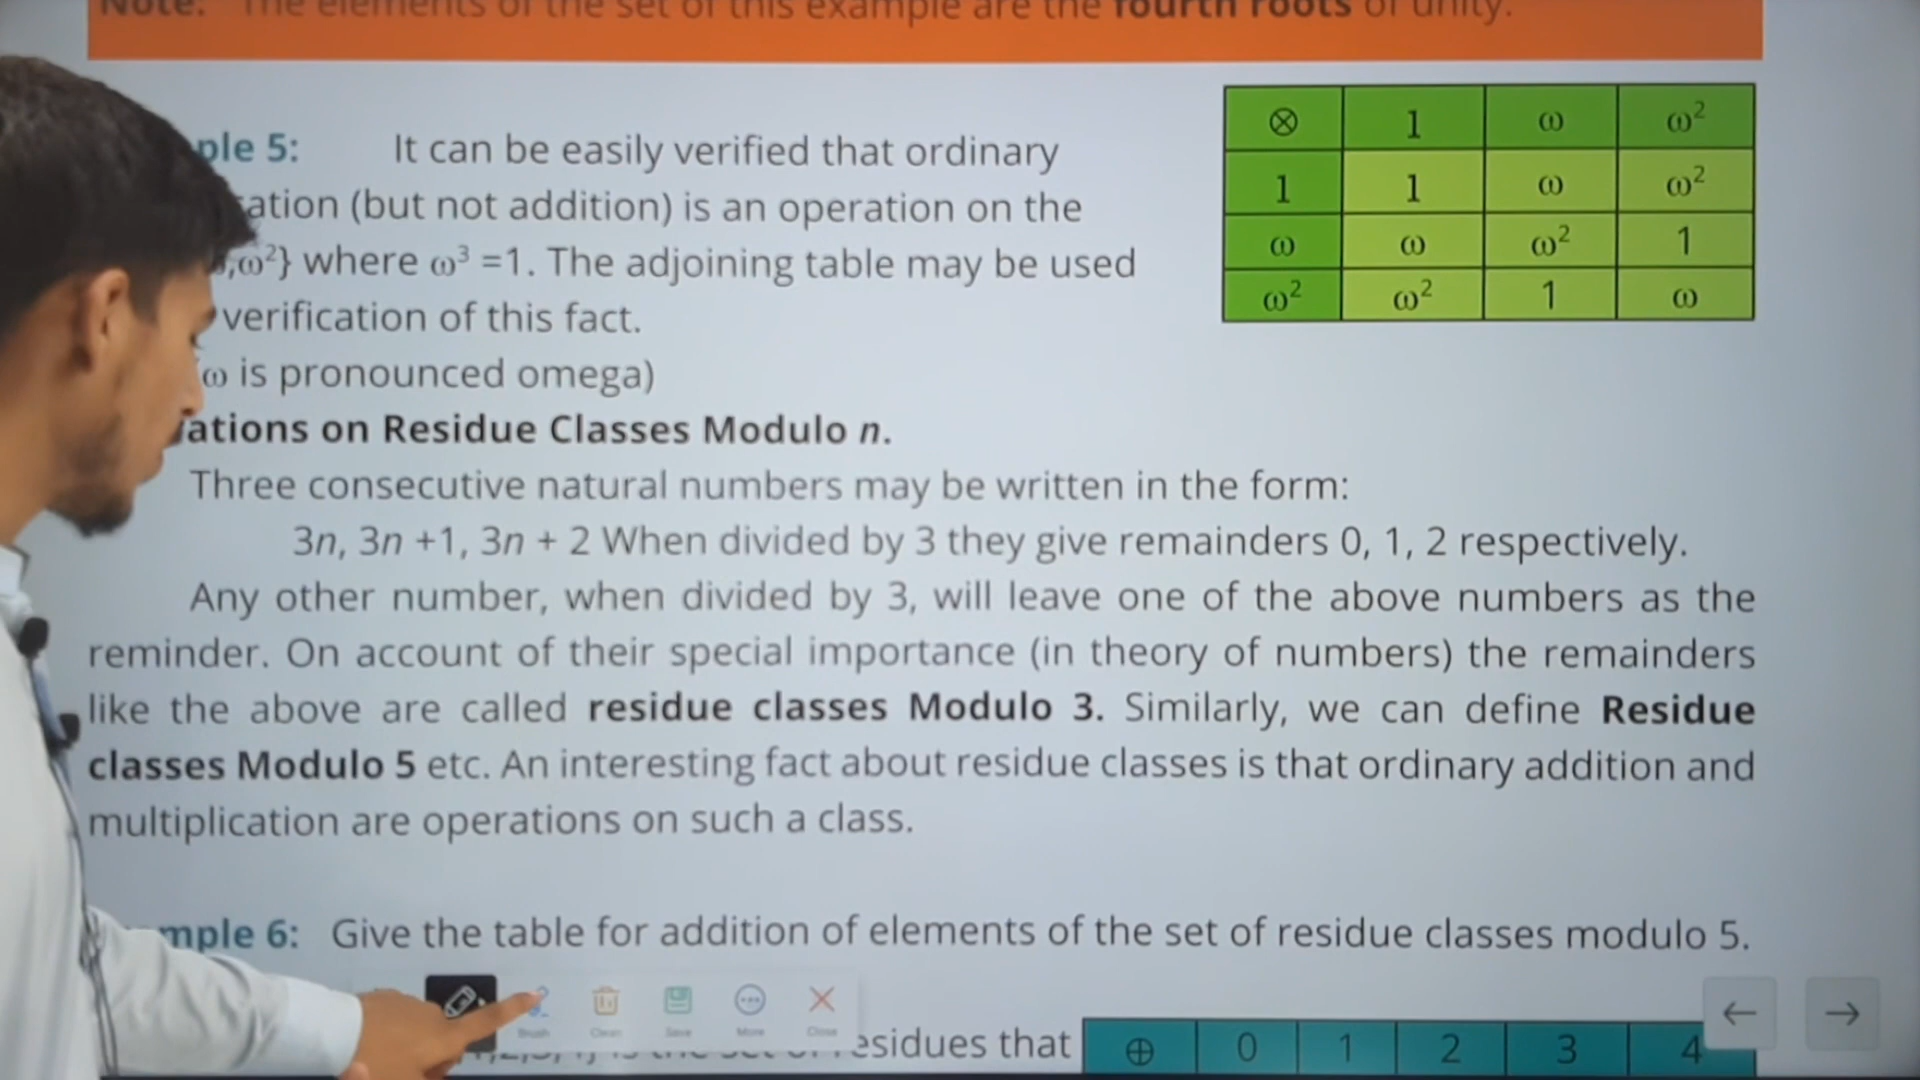 Note: The elements of the set of this example are the fourth roots of unity.
ple 5: It can be easily verified that ordinary
ation (but not addition) is an operation on the
,ω²} where ω³ =1. The adjoining table may be used
verification of this fact.
ω is pronounced omega)
⊗ 1 ω ω²
1 1 ω ω²
ω ω ω² 1
ω² ω² 1 ω
ations on Residue Classes Modulo n.
Three consecutive natural numbers may be written in the form:
3n, 3n +1, 3n + 2 When divided by 3 they give remainders 0, 1, 2 respectively.
Any other number, when divided by 3, will leave one of the above numbers as the
reminder. On account of their special importance (in theory of numbers) the remainders
like the above are called residue classes Modulo 3. Similarly, we can define Residue
classes Modulo 5 etc. An interesting fact about residue classes is that ordinary addition and
multiplication are operations on such a class.
mple 6: Give the table for addition of elements of the set of residue classes modulo 5.
Brush Clean Save More Close
esidues that
⊕ 0 1 2 3 4